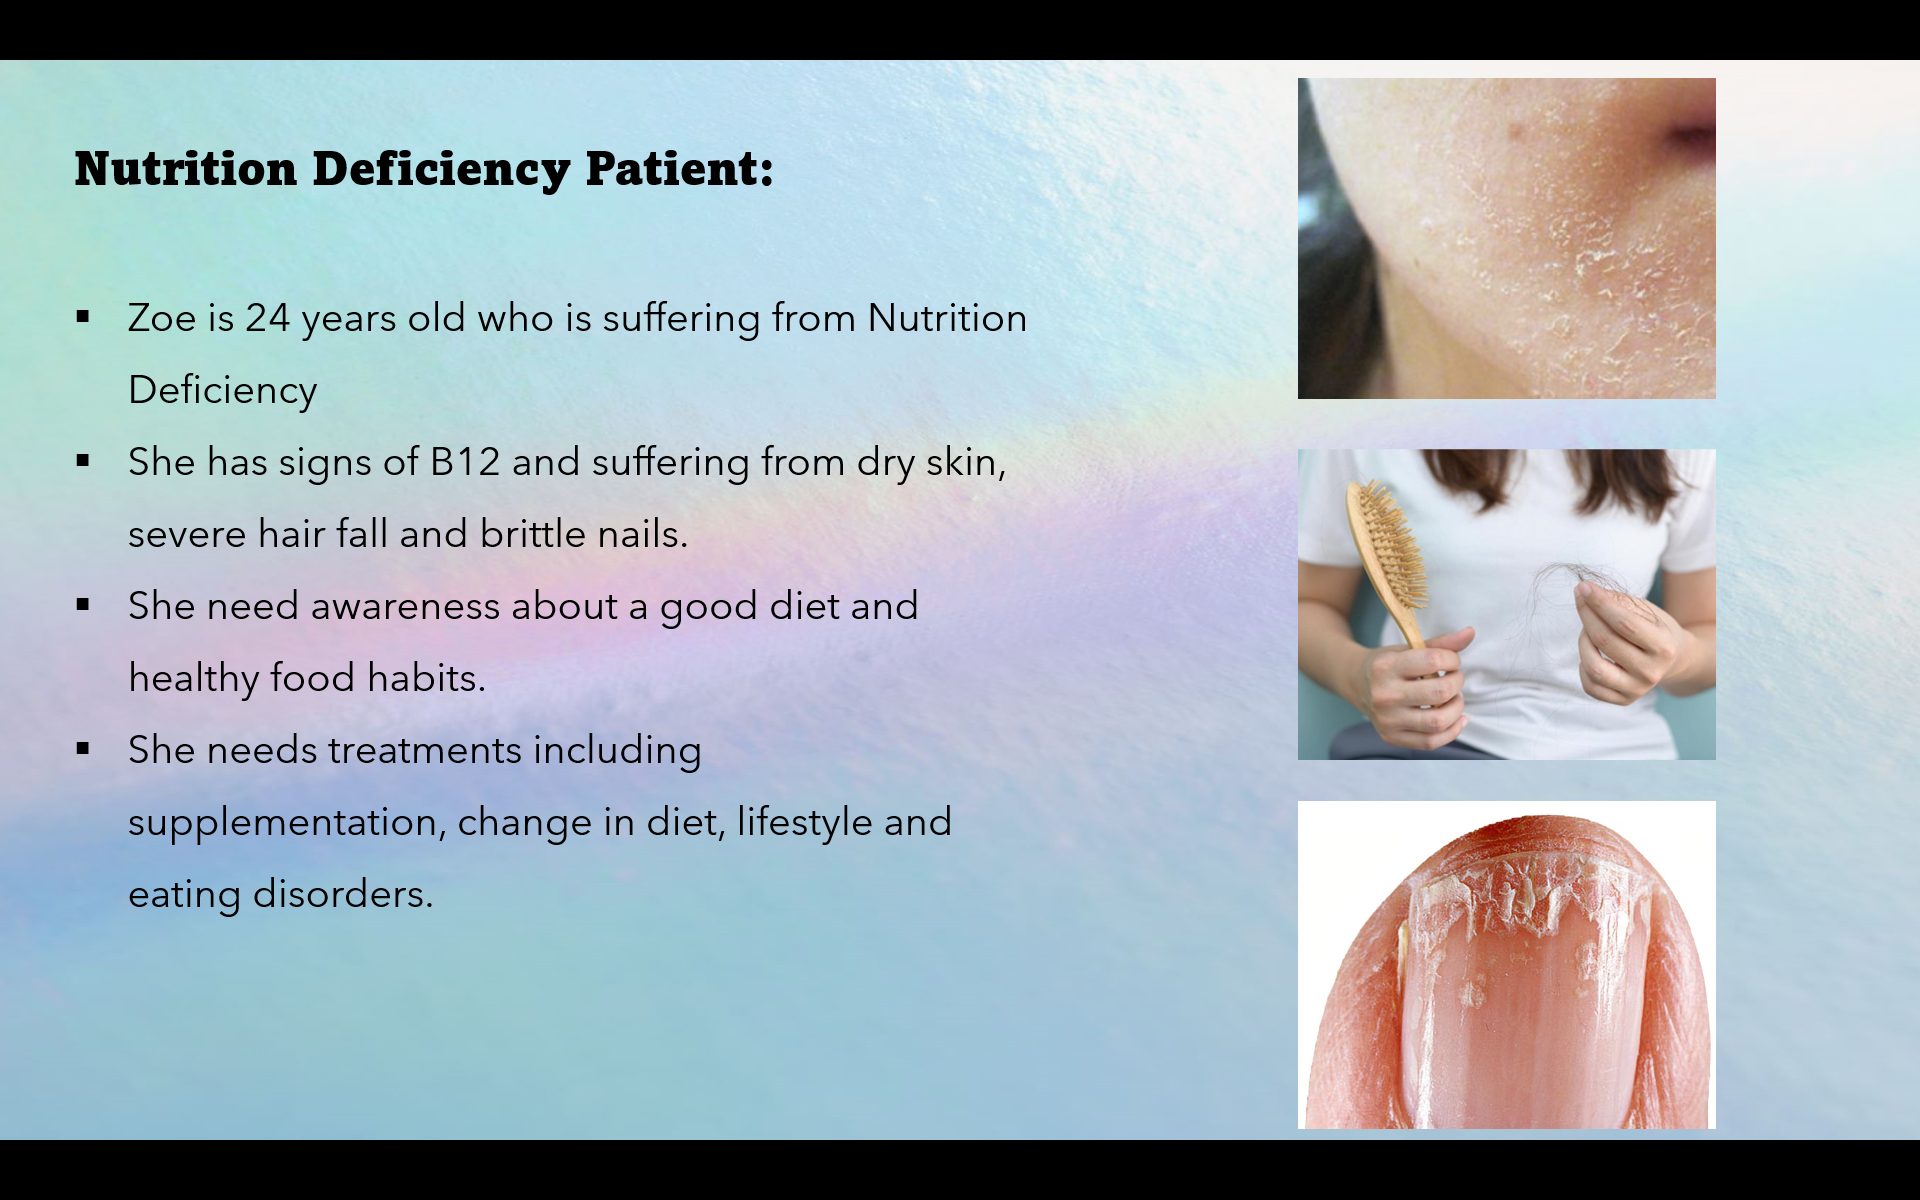 Nutrition Deficiency Patient:
▪ Zoe is 24 years old who is suffering from Nutrition
Deficiency
▪ She has signs of B12 and suffering from dry skin,
severe hair fall and brittle nails.
▪ She need awareness about a good diet and
healthy food habits.
▪ She needs treatments including
supplementation, change in diet, lifestyle and
eating disorders.